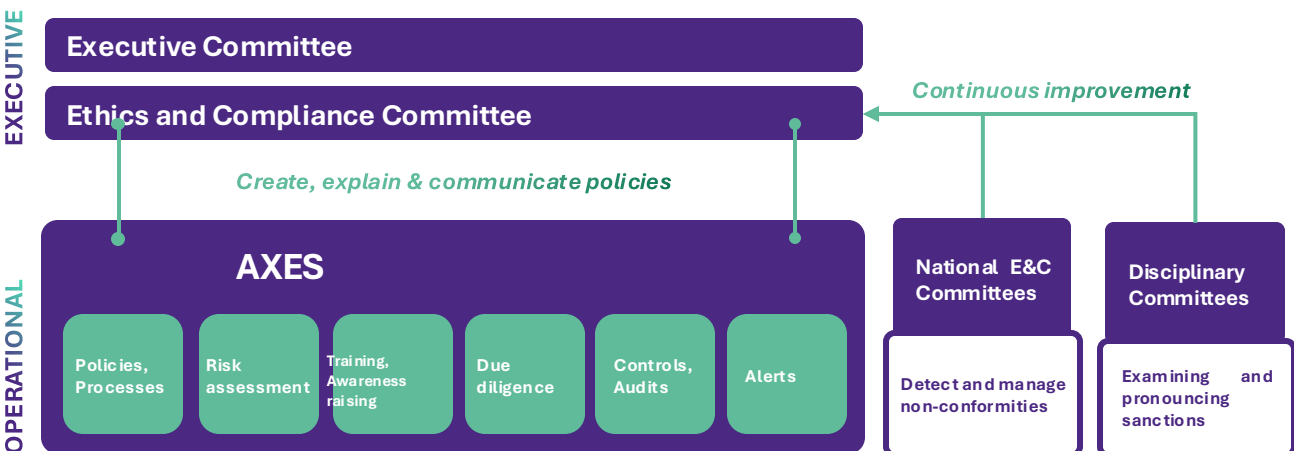 EXECUTIVE
Executive Committee
Ethics and Compliance Committee
Continuous improvement
Create, explain & communicate policies
OPERATIONAL
AXES
Policies,
Processes
Risk
assessment
Training,
Awareness
raising
Due
diligence
Controls,
Audits
Alerts
National E&C
Committees
Detect and manage
non-conformities
Disciplinary
Committees
Examining and
pronouncing
sanctions